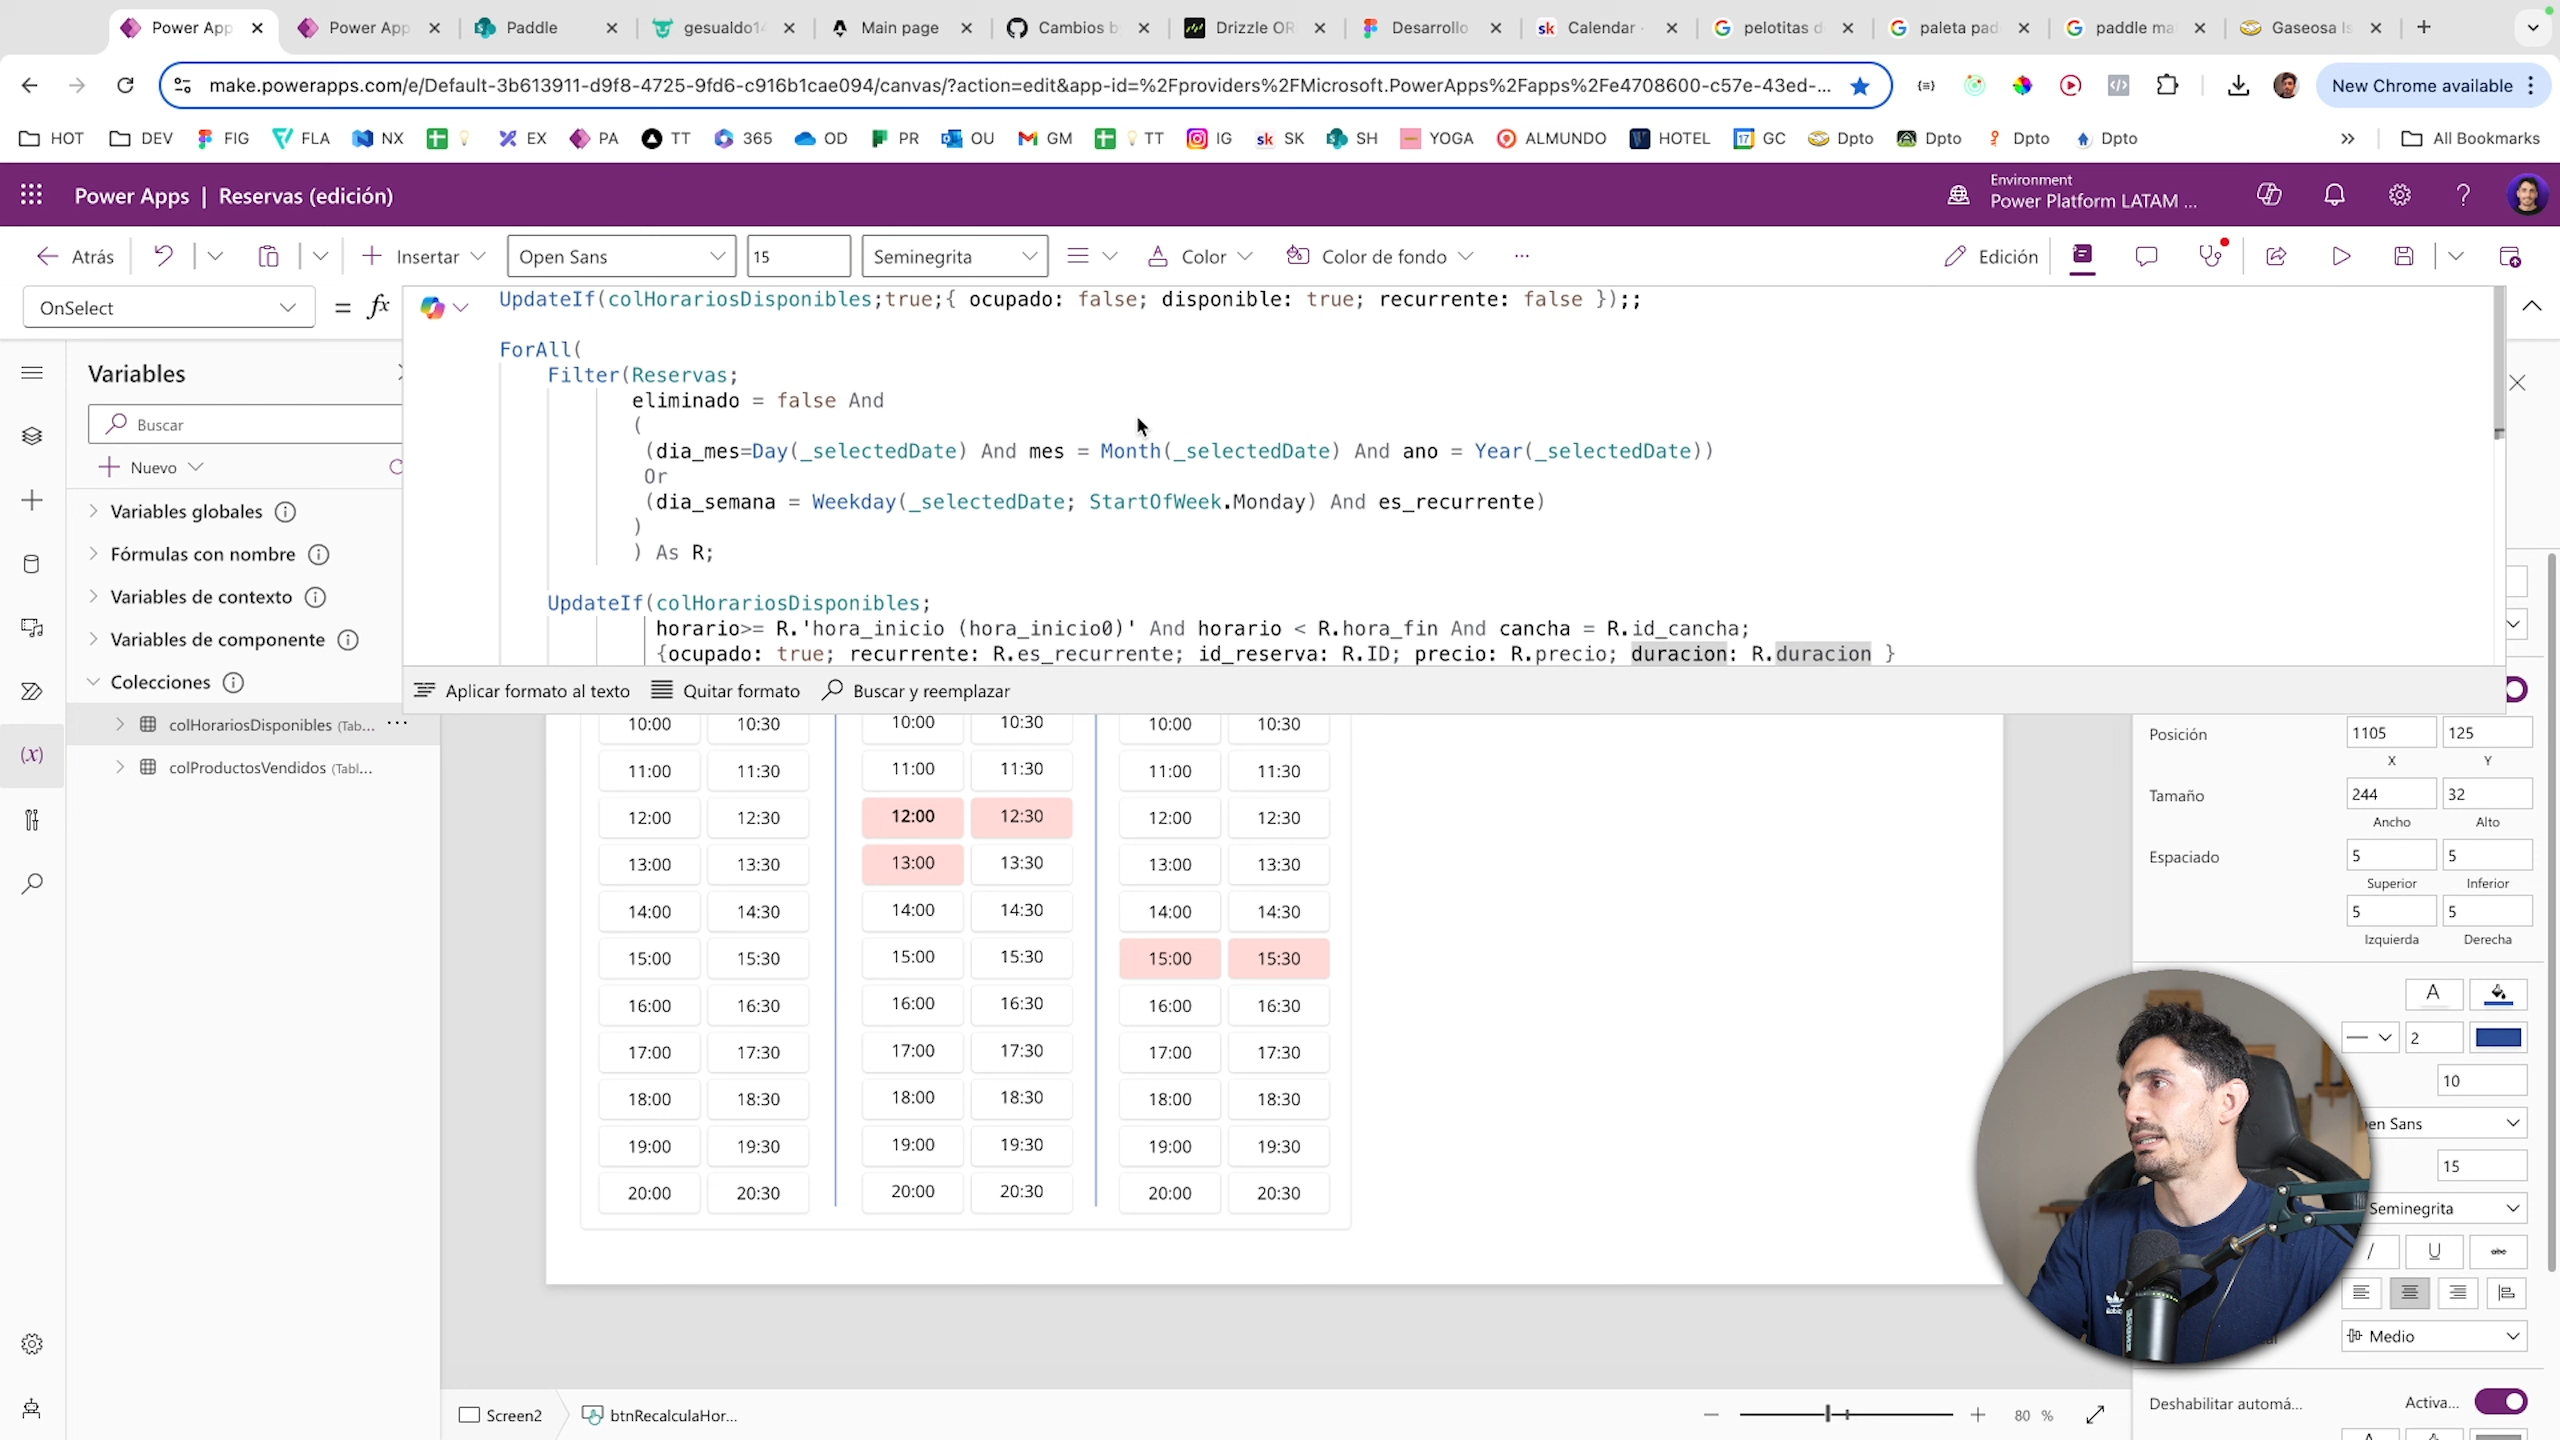 Power App
Power App
Paddle
gesualdo1
Main page
Cambios b
Drizzle OR
Desarrollo
sk Calendar -
pelotitas d
paleta pad
paddle ma
Gaseosa Is
make.powerapps.com/e/Default-3b613911-d9f8-4725-9fd6-c916b1cae094/canvas/?action=edit&app-id=%2Fproviders%2FMicrosoft.PowerApps%2Fapps%2Fe4708600-c57e-43ed-...
New Chrome available
HOT
DEV
FIG
FLA
NX
EX
PA
TT
365
OD
PR
OU
GM
TT
IG
sk SK
SH
YOGA
ALMUNDO
HOTEL
17 GC
Dpto
Dpto
Dpto
Dpto
»
All Bookmarks
Power Apps | Reservas (edición)
Environment
Power Platform LATAM ...
Atrás
Insertar
Open Sans
15
Seminegrita
Color
Color de fondo
...
Edición
OnSelect
= fx
UpdateIf(colHorariosDisponibles;true;{ ocupado: false; disponible: true; recurrente: false });;
ForAll(
Filter(Reservas;
eliminado = false And
(
(dia_mes=Day(_selectedDate) And mes = Month(_selectedDate) And ano = Year(_selectedDate))
Or
(dia_semana = Weekday(_selectedDate; StartOfWeek.Monday) And es_recurrente)
)
) As R;
UpdateIf(colHorariosDisponibles;
horario>= R.'hora_inicio (hora_inicio0)' And horario < R.hora_fin And cancha = R.id_cancha;
{ocupado: true; recurrente: R.es_recurrente; id_reserva: R.ID; precio: R.precio; duracion: R.duracion }
Aplicar formato al texto
Quitar formato
Buscar y reemplazar
Variables
Buscar
Nuevo
Variables globales
Fórmulas con nombre
Variables de contexto
Variables de componente
Colecciones
colHorariosDisponibles (Tab... ...
colProductosVendidos (Tabl...
(x)
10:00 10:30 10:00 10:30 10:00 10:30
11:00 11:30 11:00 11:30 11:00 11:30
12:00 12:30 12:00 12:30 12:00 12:30
13:00 13:30 13:00 13:30 13:00 13:30
14:00 14:30 14:00 14:30 14:00 14:30
15:00 15:30 15:00 15:30 15:00 15:30
16:00 16:30 16:00 16:30 16:00 16:30
17:00 17:30 17:00 17:30 17:00 17:30
18:00 18:30 18:00 18:30 18:00 18:30
19:00 19:30 19:00 19:30 19:00 19:30
20:00 20:30 20:00 20:30 20:00 20:30
Posición
1105
125
X
Y
Tamaño
244
32
Ancho
Alto
Espaciado
5
5
Superior
Inferior
5
5
Izquierda
Derecha
A
2
10
en Sans
15
Seminegrita
/
U
abc
Medio
Deshabilitar automá...
Activa...
Screen2
btnRecalculaHor...
80 %